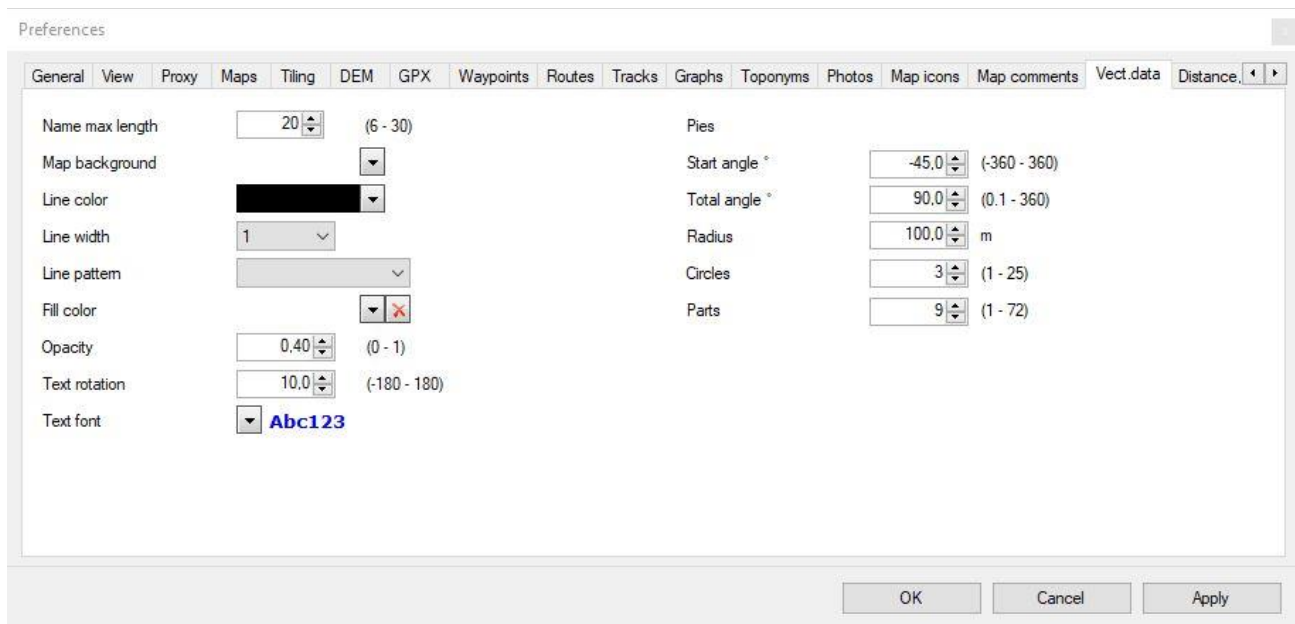 Preferences
General View Proxy Maps Tiling DEM GPX Waypoints Routes Tracks Graphs Toponyms Photos Map icons Map comments Vect.data Distance,
Name max length 20 (6 - 30)
Map background
Line color
Line width 1
Line pattern
Fill color
Opacity 0,40 (0 - 1)
Text rotation 10,0 (-180 - 180)
Text font Abc123
Pies
Start angle ° -45,0 (-360 - 360)
Total angle ° 90,0 (0.1 - 360)
Radius 100,0 m
Circles 3 (1 - 25)
Parts 9 (1 - 72)
OK Cancel Apply